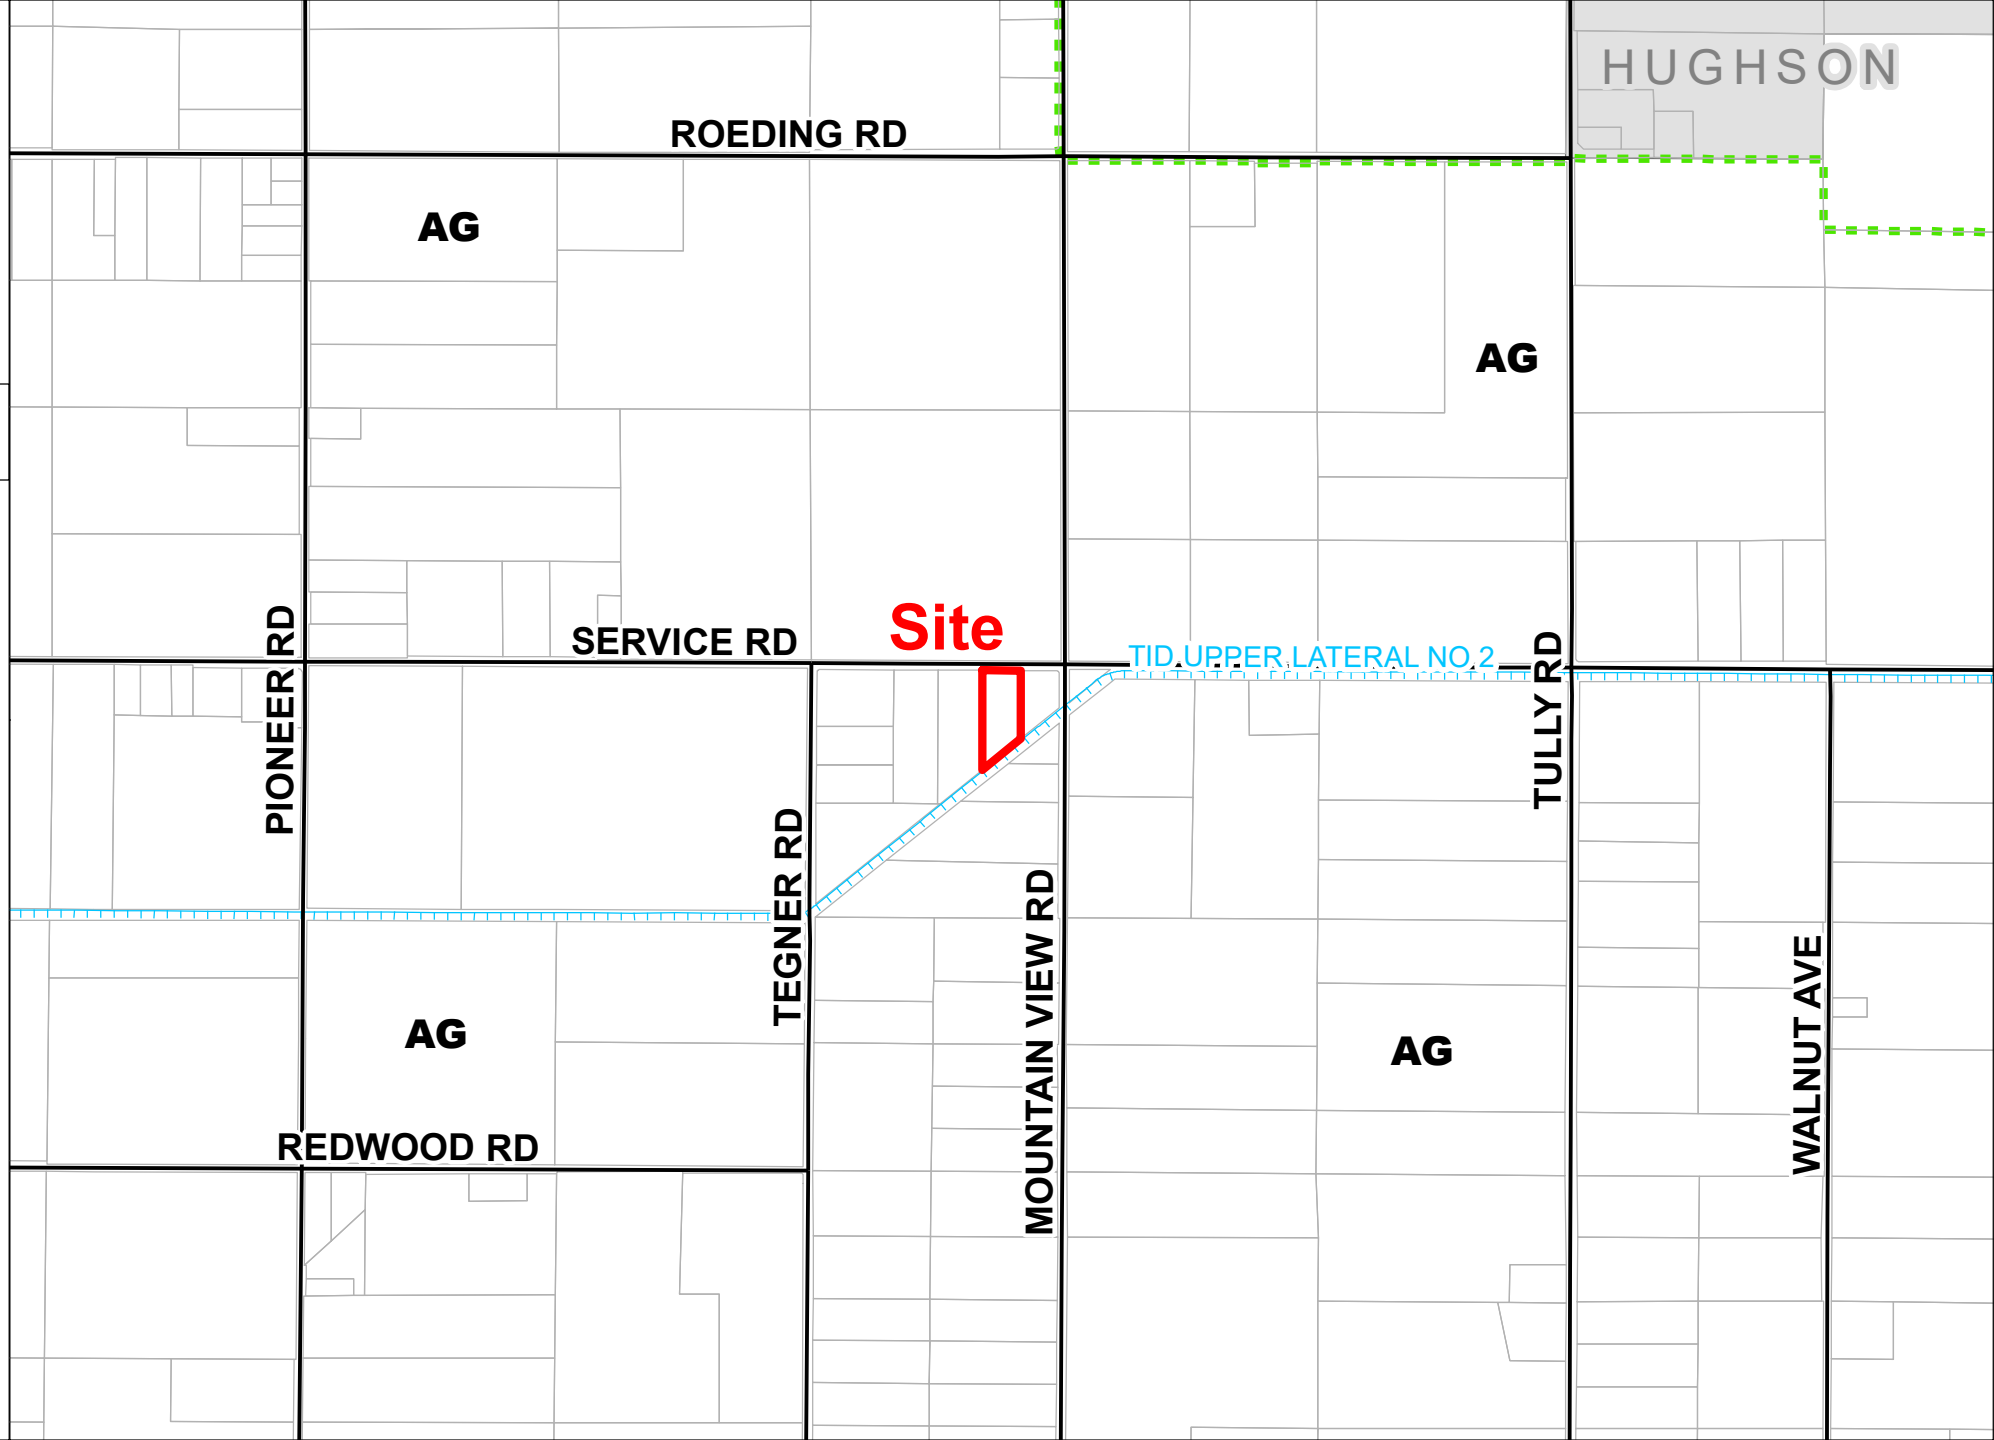 HUGHSON
ROEDING RD
AG
AG
Site
SERVICE RD
TID UPPER LATERAL NO 2
PIONEER RD
TULLY RD
TEGNER RD
MOUNTAIN VIEW RD
WALNUT AVE
AG
AG
REDWOOD RD